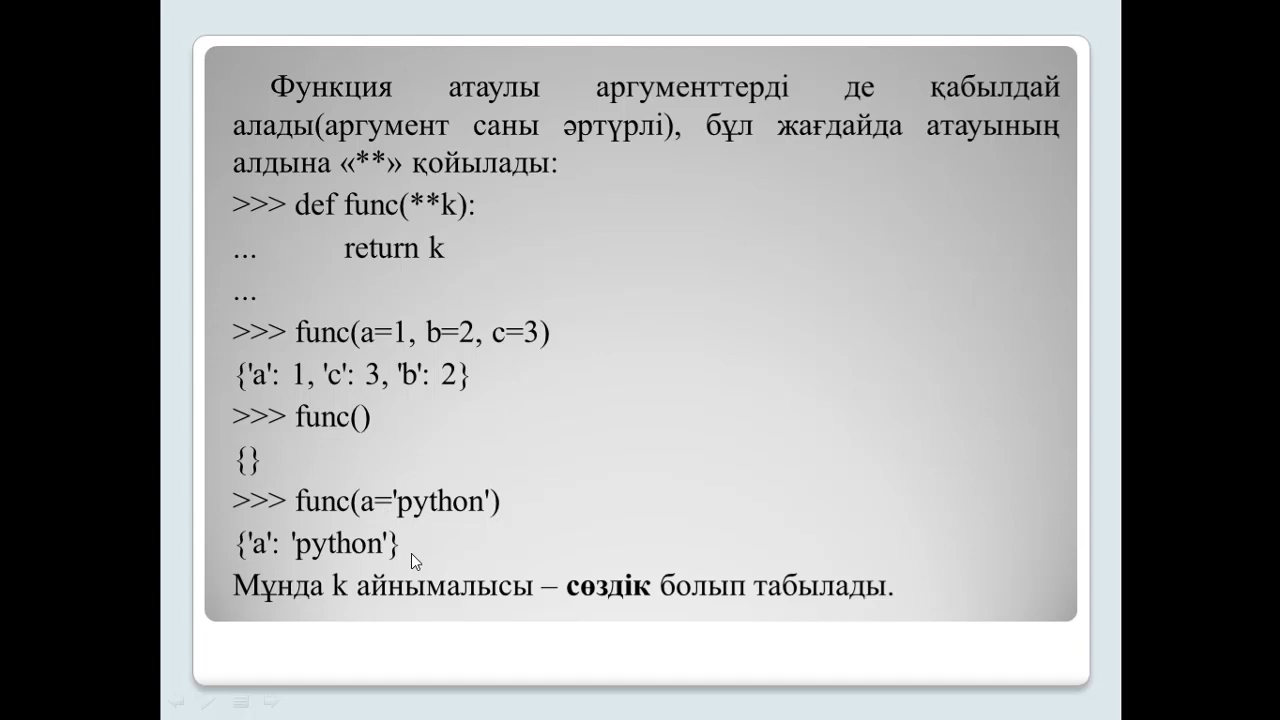 Функция атаулы аргументтерді де қабылдай
алады(аргумент саны әртүрлі), бұл жағдайда атауының
алдына «**» қойылады:
>>> def func(**k):
... return k
...
>>> func(a=1, b=2, c=3)
{'a': 1, 'c': 3, 'b': 2}
>>> func()
{}
>>> func(a='python')
{'a': 'python'}
Мұнда k айнымалысы – сөздік болып табылады.